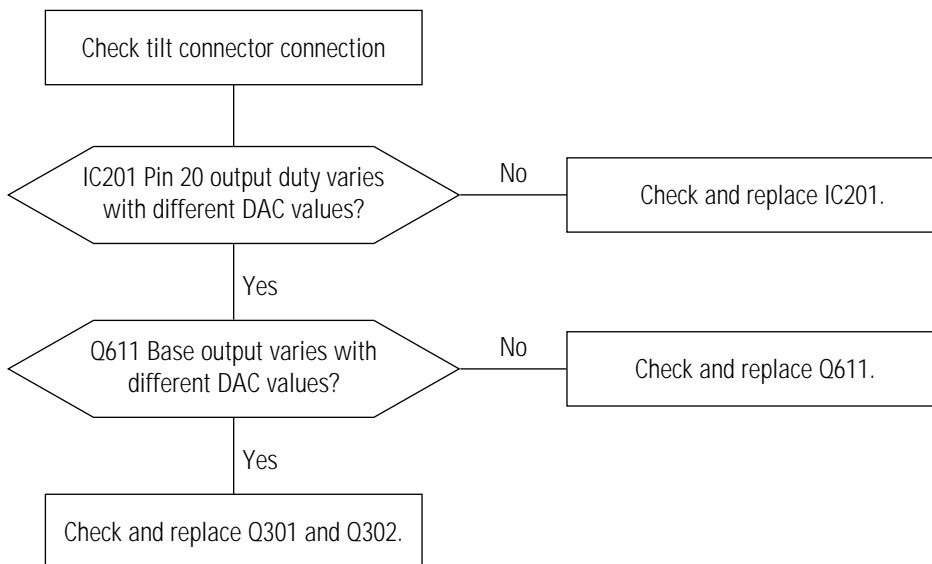 Check tilt connector connection
IC201 Pin 20 output duty varies
with different DAC values?
No
Check and replace IC201.
Yes
Q611 Base output varies with
different DAC values?
No
Check and replace Q611.
Yes
Check and replace Q301 and Q302.